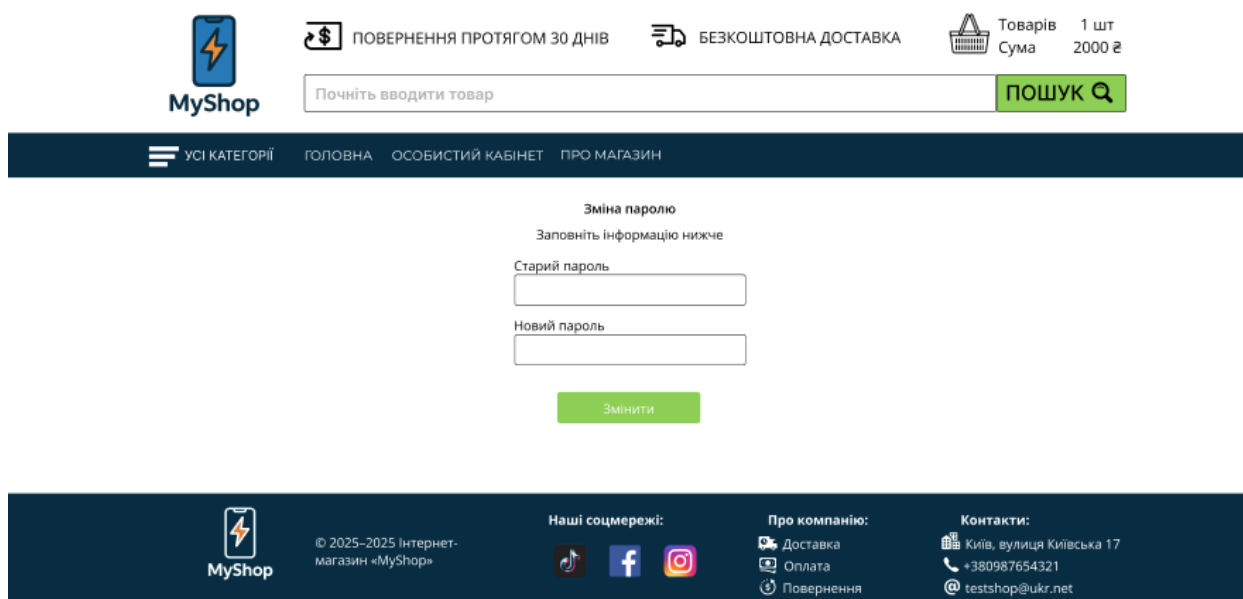 ПОВЕРНЕННЯ ПРОТЯГОМ 30 ДНІВ
БЕЗКОШТОВНА ДОСТАВКА
Товарів 1 шт
Сума 2000 ₴
MyShop
Почніть вводити товар
ПОШУК
УСІ КАТЕГОРІЇ
ГОЛОВНА
ОСОБИСТИЙ КАБІНЕТ
ПРО МАГАЗИН
Зміна паролю
Заповніть інформацію нижче
Старий пароль
Новий пароль
Змінити
MyShop
© 2025–2025 Інтернет-
магазин «MyShop»
Наші соцмережі:
Про компанію:
Доставка
Оплата
Повернення
Контакти:
Київ, вулиця Київська 17
+380987654321
testshop@ukr.net